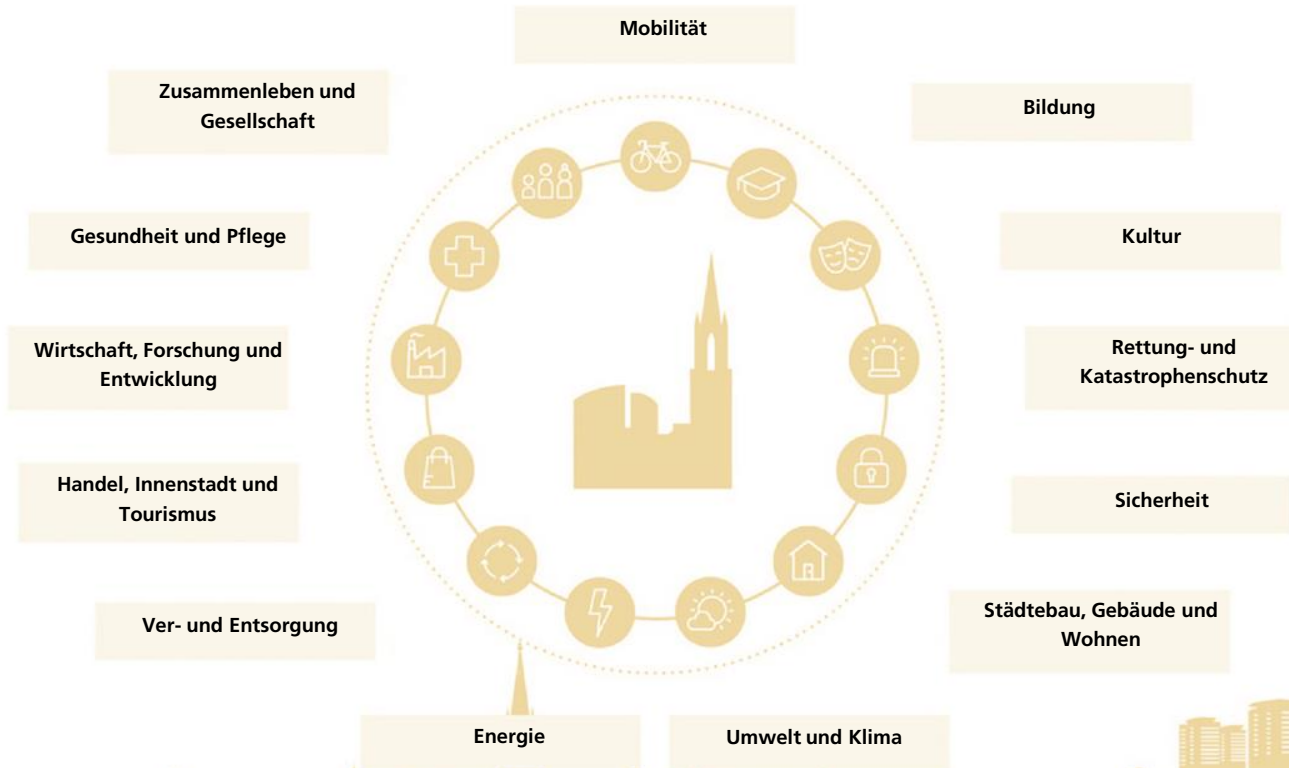 Mobilität
Zusammenleben und
Gesellschaft
Bildung
Gesundheit und Pflege
Kultur
Wirtschaft, Forschung und
Entwicklung
Rettung- und
Katastrophenschutz
Handel, Innenstadt und
Tourismus
Sicherheit
Ver- und Entsorgung
Städtebau, Gebäude und
Wohnen
Energie
Umwelt und Klima